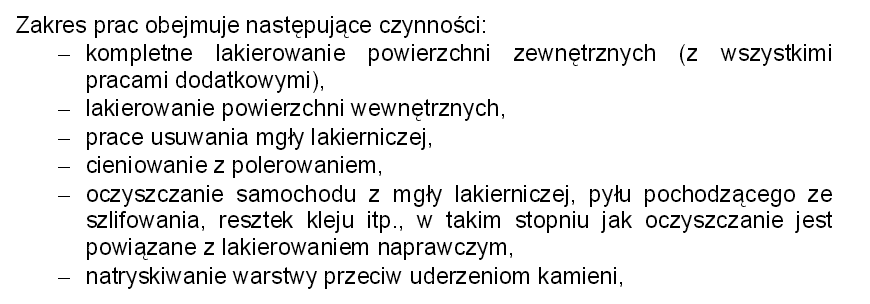 Zakres prac obejmuje następujące czynności:
– kompletne lakierowanie powierzchni zewnętrznych (z wszystkimi
pracami dodatkowymi),
– lakierowanie powierzchni wewnętrznych,
– prace usuwania mgły lakierniczej,
– cieniowanie z polerowaniem,
– oczyszczanie samochodu z mgły lakierniczej, pyłu pochodzącego ze
szlifowania, resztek kleju itp., w takim stopniu jak oczyszczanie jest
powiązane z lakierowaniem naprawczym,
– natryskiwanie warstwy przeciw uderzeniom kamieni,